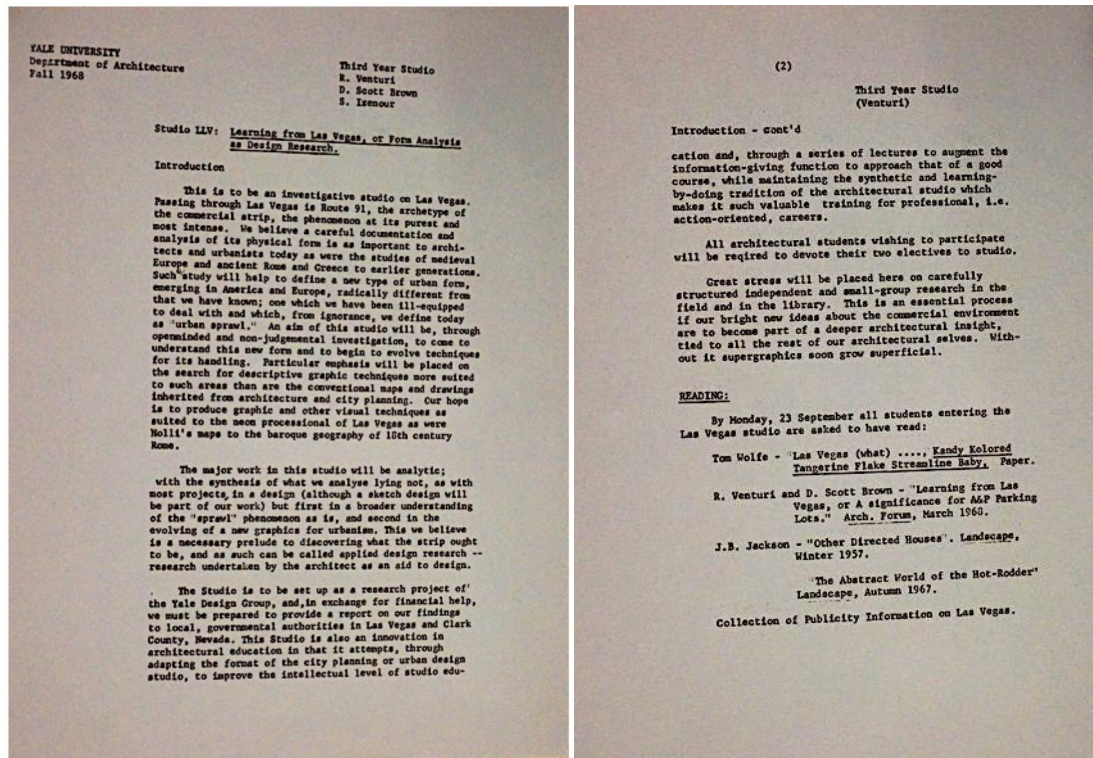 YALE UNIVERSITY
Department of Architecture
Fall 1968
Third Year Studio
R. Venturi
D. Scott Brown
S. Izenour
Studio LLV: Learning from Las Vegas, or Form Analysis
as Design Research.
Introduction
This is to be an investigative studio on Las Vegas.
Passing through Las Vegas is Route 91, the archetype of
the commercial strip, the phenomenon at its purest and
most intense. We believe a careful documentation and
analysis of its physical form is as important to archi-
tects and urbanists today as were the studies of medieval
Europe and ancient Rome and Greece to earlier generations.
Such study will help to define a new type of urban form,
emerging in America and Europe, radically different from
that we have known; one which we have been ill-equipped
to deal with and which, from ignorance, we define today
as "urban sprawl." An aim of this studio will be, through
openminded and non-judgemental investigation, to come to
understand this new form and to begin to evolve techniques
for its handling. Particular emphasis will be placed on
the search for descriptive graphic techniques more suited
to such areas than are the conventional maps and drawings
inherited from architecture and city planning. Our hope
is to produce graphic and other visual techniques as
suited to the neon processional of Las Vegas as were
Nolli's maps to the baroque geography of 18th century
Rome.
The major work in this studio will be analytic;
with the synthesis of what we analyse lying not, as with
most projects, in a design (although a sketch design will
be part of our work) but first in a broader understanding
of the "sprawl" phenomenon as is, and second in the
evolving of a new graphics for urbanism. This we believe
is a necessary prelude to discovering what the strip ought
to be, and as such can be called applied design research --
research undertaken by the architect as an aid to design.
The Studio is to be set up as a research project of
the Yale Design Group, and, in exchange for financial help,
we must be prepared to provide a report on our findings
to local, governmental authorities in Las Vegas and Clark
County, Nevada. This Studio is also an innovation in
architectural education in that it attempts, through
adapting the format of the city planning or urban design
studio, to improve the intellectual level of studio edu-
(2)
Third Year Studio
(Venturi)
Introduction - cont'd
cation and, through a series of lectures to augment the
information-giving function to approach that of a good
course, while maintaining the synthetic and learning-
by-doing tradition of the architectural studio which
makes it such valuable training for professional, i.e.
action-oriented, careers.
All architectural students wishing to participate
will be reqired to devote their two electives to studio.
Great stress will be placed here on carefully
structured independent and small-group research in the
field and in the library. This is an essential process
if our bright new ideas about the commercial environment
are to become part of a deeper architectural insight,
tied to all the rest of our architectural selves. With-
out it supergraphics soon grow superficial.
READING:
By Monday, 23 September all students entering the
Las Vegas studio are asked to have read:
Tom Wolfe - "Las Vegas (what) ...., Kandy Kolored
Tangerine Flake Streamline Baby, Paper.
R. Venturi and D. Scott Brown - "Learning from Las
Vegas, or A significance for A&P Parking
Lots." Arch. Forum, March 1968.
J.B. Jackson - "Other Directed Houses". Landscape,
Winter 1957.
"The Abstract World of the Hot-Rodder"
Landscape, Autumn 1967.
Collection of Publicity Information on Las Vegas.